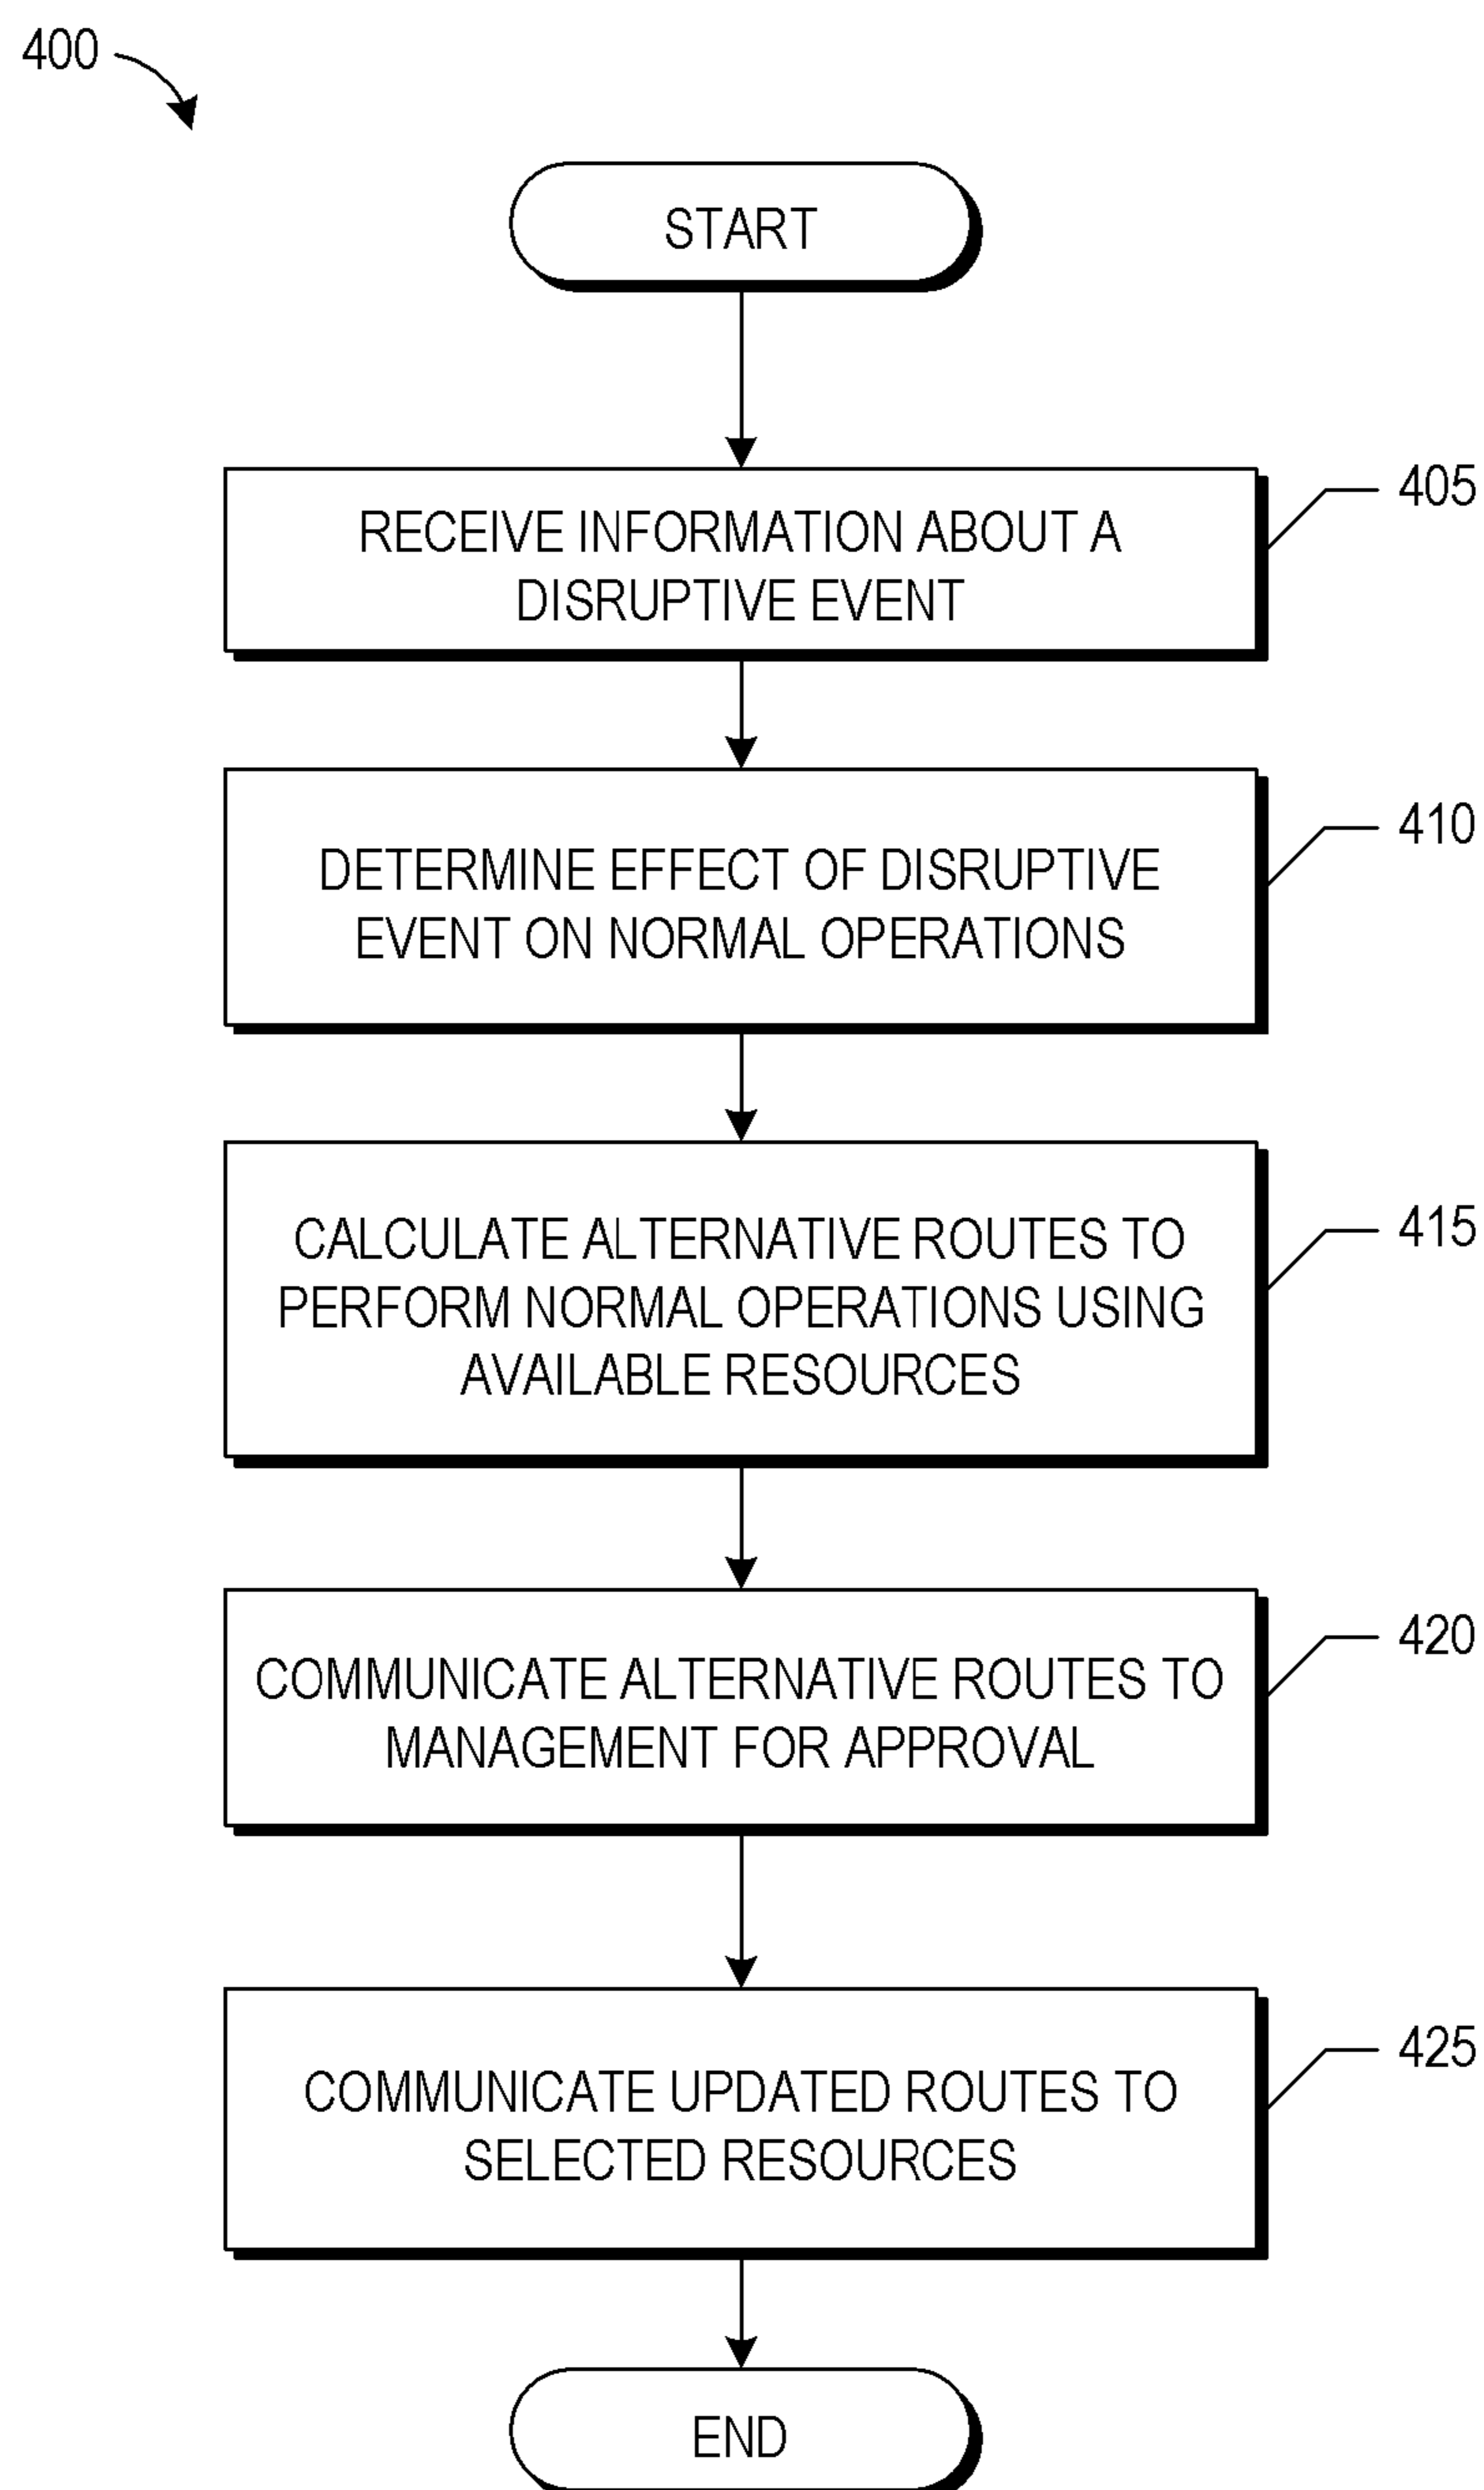 400
START
RECEIVE INFORMATION ABOUT A
DISRUPTIVE EVENT
405
DETERMINE EFFECT OF DISRUPTIVE
EVENT ON NORMAL OPERATIONS
410
CALCULATE ALTERNATIVE ROUTES TO
PERFORM NORMAL OPERATIONS USING
AVAILABLE RESOURCES
415
COMMUNICATE ALTERNATIVE ROUTES TO
MANAGEMENT FOR APPROVAL
420
COMMUNICATE UPDATED ROUTES TO
SELECTED RESOURCES
425
END